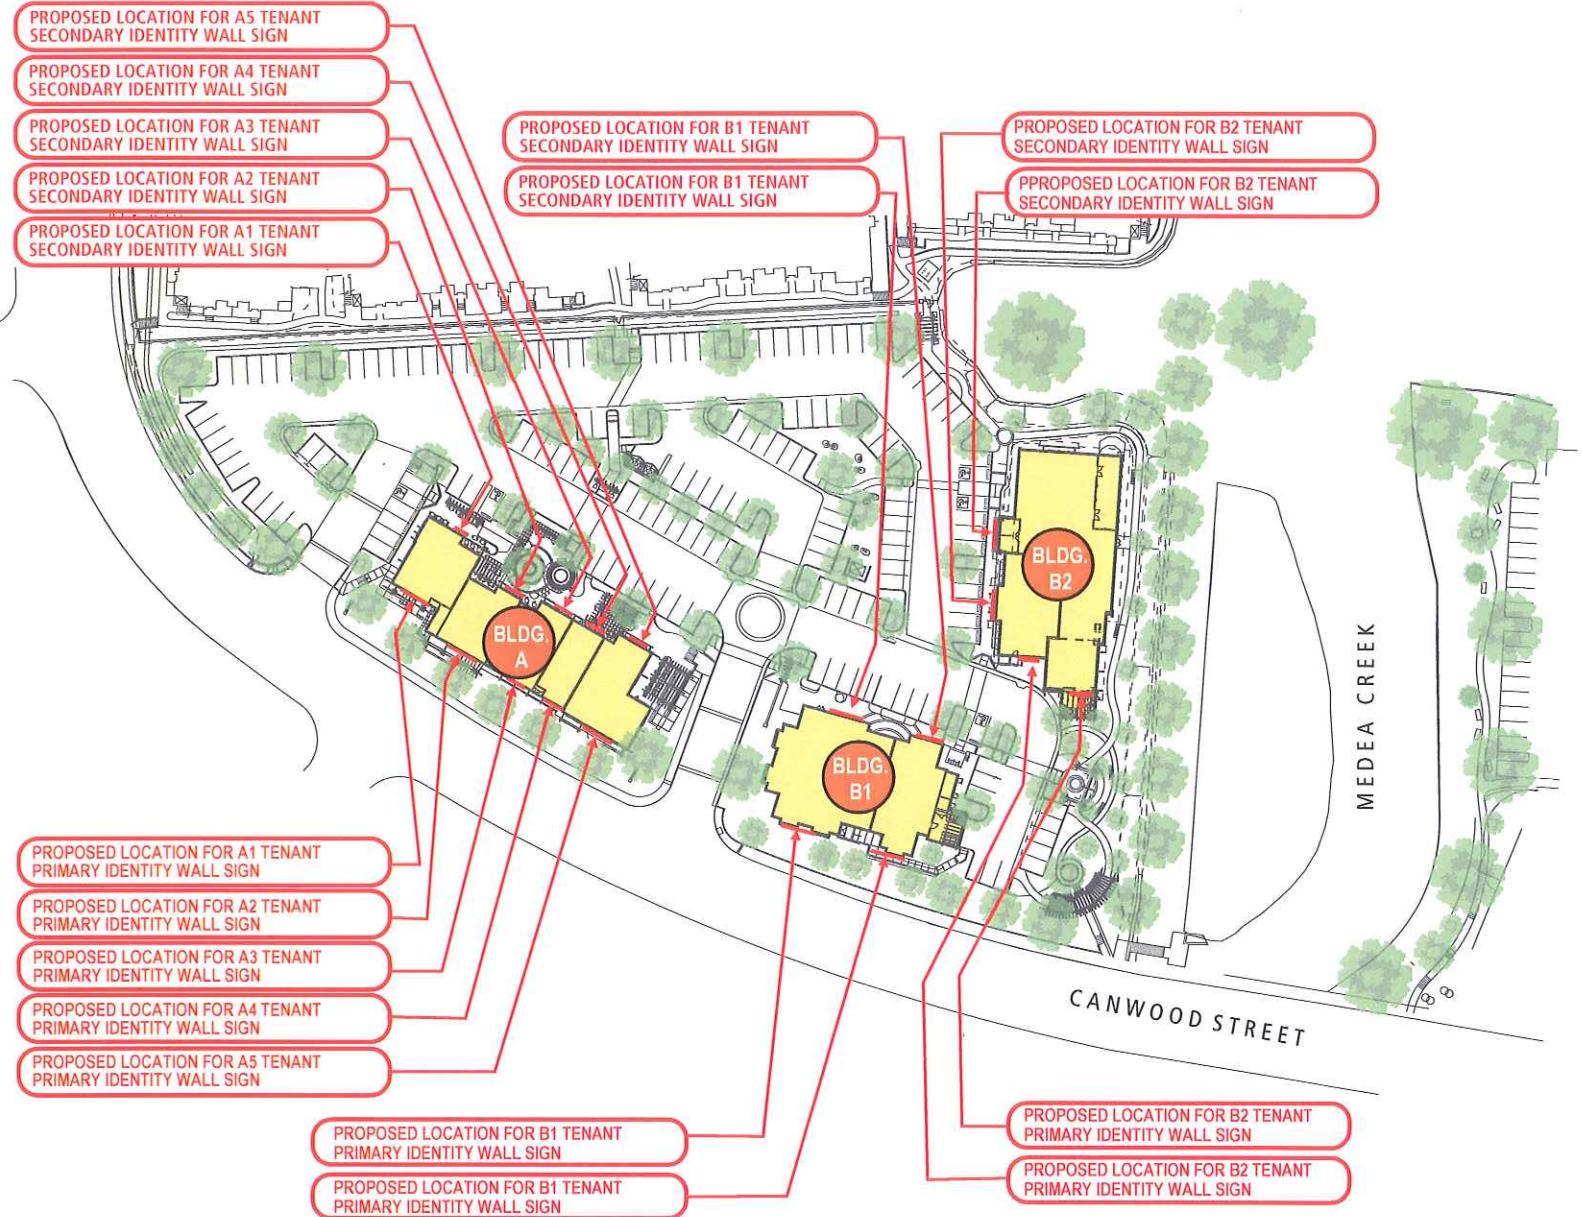 PROPOSED LOCATION FOR A5 TENANT
SECONDARY IDENTITY WALL SIGN
PROPOSED LOCATION FOR A4 TENANT
SECONDARY IDENTITY WALL SIGN
PROPOSED LOCATION FOR A3 TENANT
SECONDARY IDENTITY WALL SIGN
PROPOSED LOCATION FOR A2 TENANT
SECONDARY IDENTITY WALL SIGN
PROPOSED LOCATION FOR A1 TENANT
SECONDARY IDENTITY WALL SIGN
PROPOSED LOCATION FOR B1 TENANT
SECONDARY IDENTITY WALL SIGN
PROPOSED LOCATION FOR B1 TENANT
SECONDARY IDENTITY WALL SIGN
PROPOSED LOCATION FOR B2 TENANT
SECONDARY IDENTITY WALL SIGN
PPROPOSED LOCATION FOR B2 TENANT
SECONDARY IDENTITY WALL SIGN
BLDG.
A
BLDG.
B1
BLDG.
B2
MEDEA CREEK
CANWOOD STREET
PROPOSED LOCATION FOR A1 TENANT
PRIMARY IDENTITY WALL SIGN
PROPOSED LOCATION FOR A2 TENANT
PRIMARY IDENTITY WALL SIGN
PROPOSED LOCATION FOR A3 TENANT
PRIMARY IDENTITY WALL SIGN
PROPOSED LOCATION FOR A4 TENANT
PRIMARY IDENTITY WALL SIGN
PROPOSED LOCATION FOR A5 TENANT
PRIMARY IDENTITY WALL SIGN
PROPOSED LOCATION FOR B1 TENANT
PRIMARY IDENTITY WALL SIGN
PROPOSED LOCATION FOR B1 TENANT
PRIMARY IDENTITY WALL SIGN
PROPOSED LOCATION FOR B2 TENANT
PRIMARY IDENTITY WALL SIGN
PROPOSED LOCATION FOR B2 TENANT
PRIMARY IDENTITY WALL SIGN